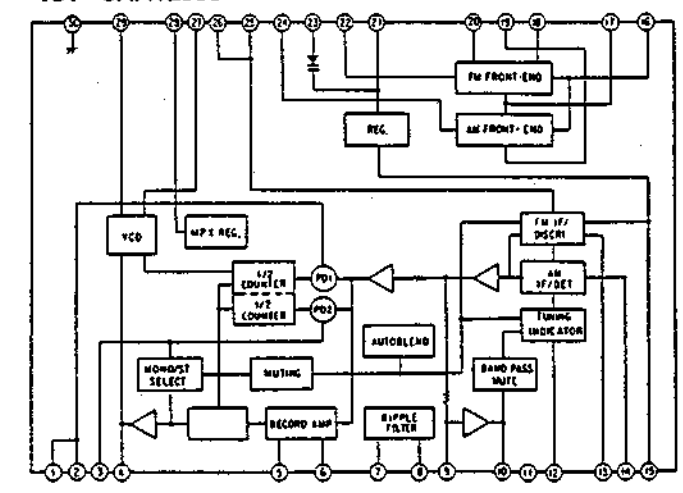 30 29 28 27 26 25 24 23 22 21 20 19 18 17 16
FM FRONT-END
REG.
AM FRONT-END
VCO
MPX REG.
FM IF/
DISCRI
1/2
COUNTER
PD1
AM
IF/DET
1/2
COUNTER
PD2
TUNING
INDICATOR
AUTOBLEND
MONO/ST
SELECT
MUTING
BAND PASS
MUTE
RECORD AMP
RIPPLE
FILTER
1 2 3 4 5 6 7 8 9 10 11 12 13 14 15